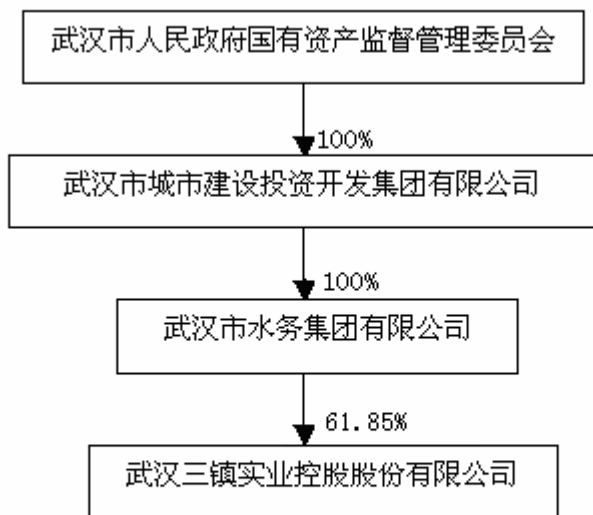 武汉市人民政府国有资产监督管理委员会
100%
武汉市城市建设投资开发集团有限公司
100%
武汉市水务集团有限公司
61.85%
武汉三镇实业控股股份有限公司